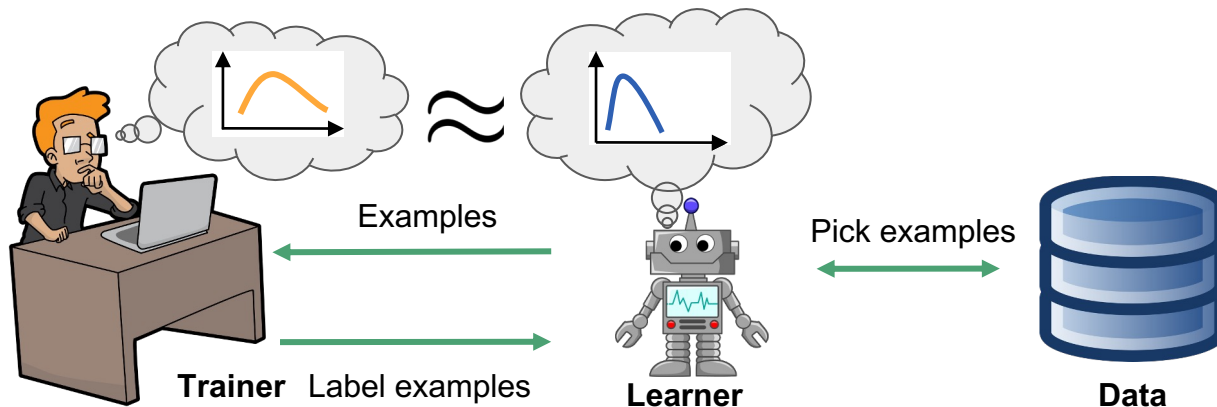 ≈
Examples
Pick examples
Trainer
Label examples
Learner
Data